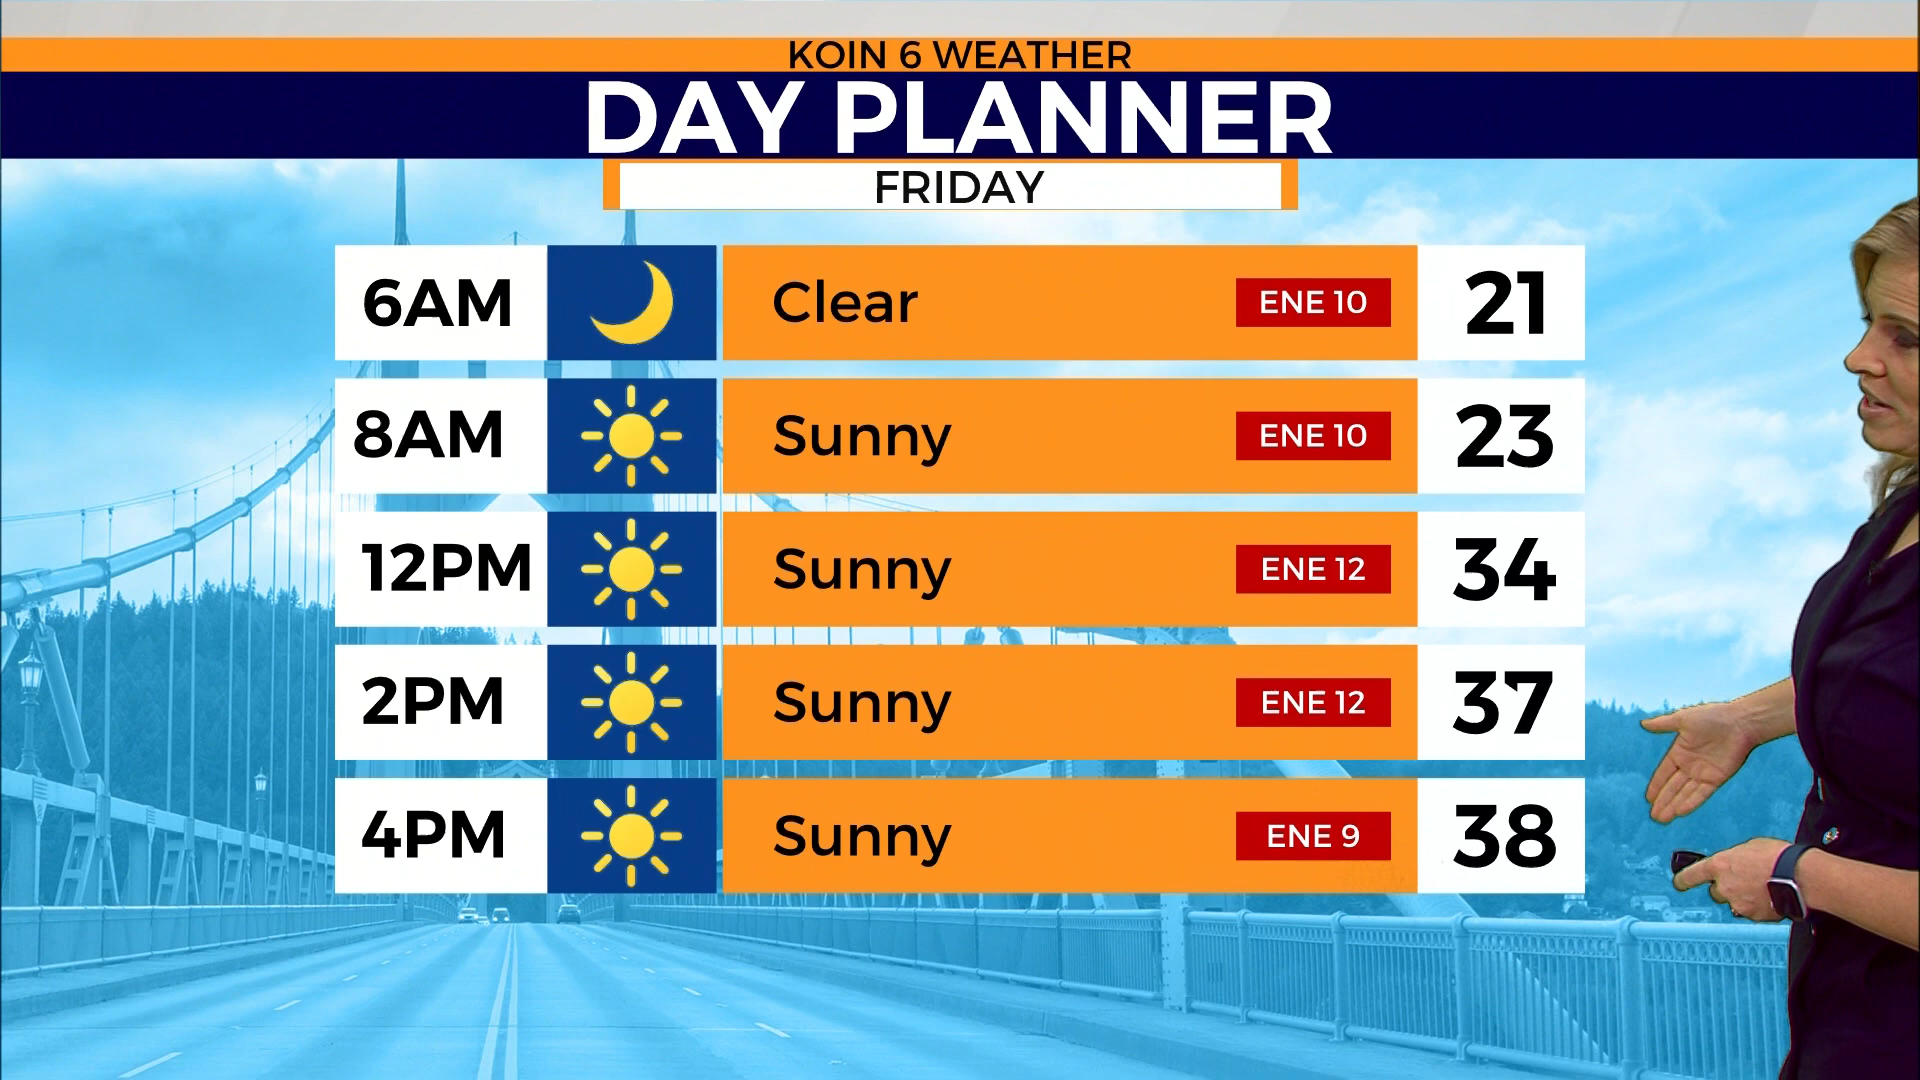 KOIN 6 WEATHER
DAY PLANNER
FRIDAY
6AM Clear ENE 10 21
8AM Sunny ENE 10 23
12PM Sunny ENE 12 34
2PM Sunny ENE 12 37
4PM Sunny ENE 9 38